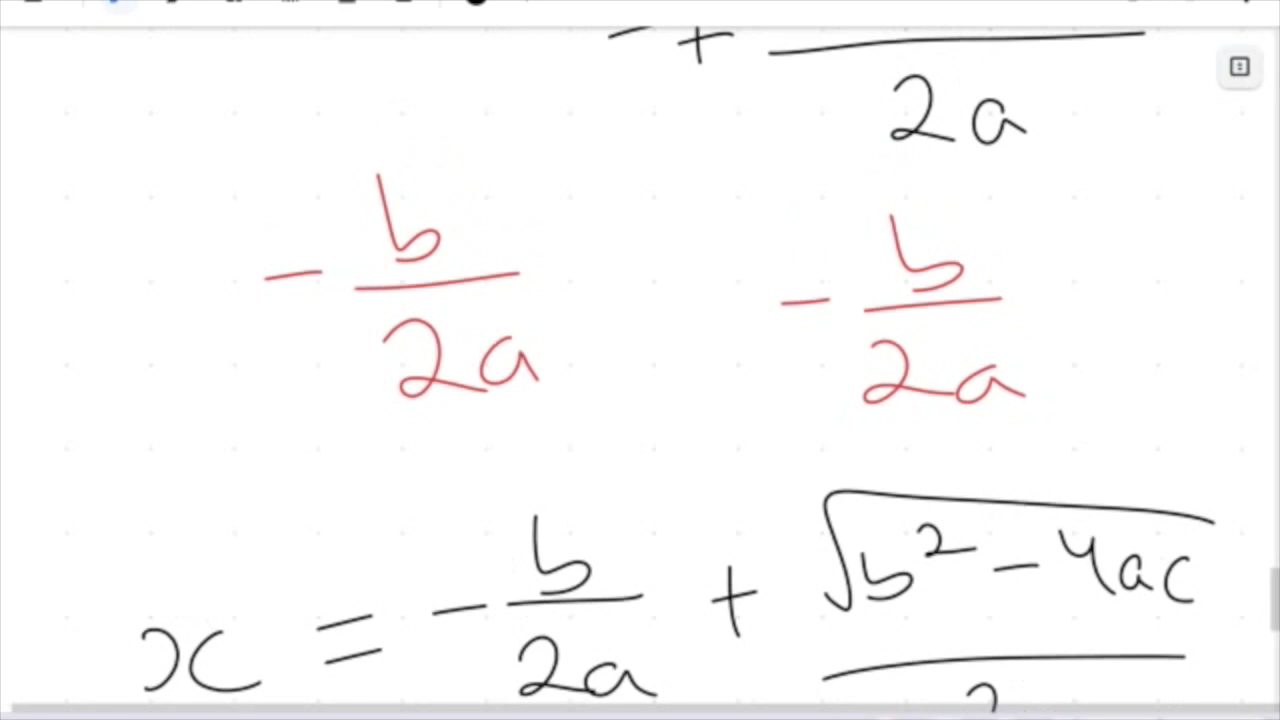 + ―
2a
- b/2a - b/2a
x = - b/2a + √(b² - 4ac)